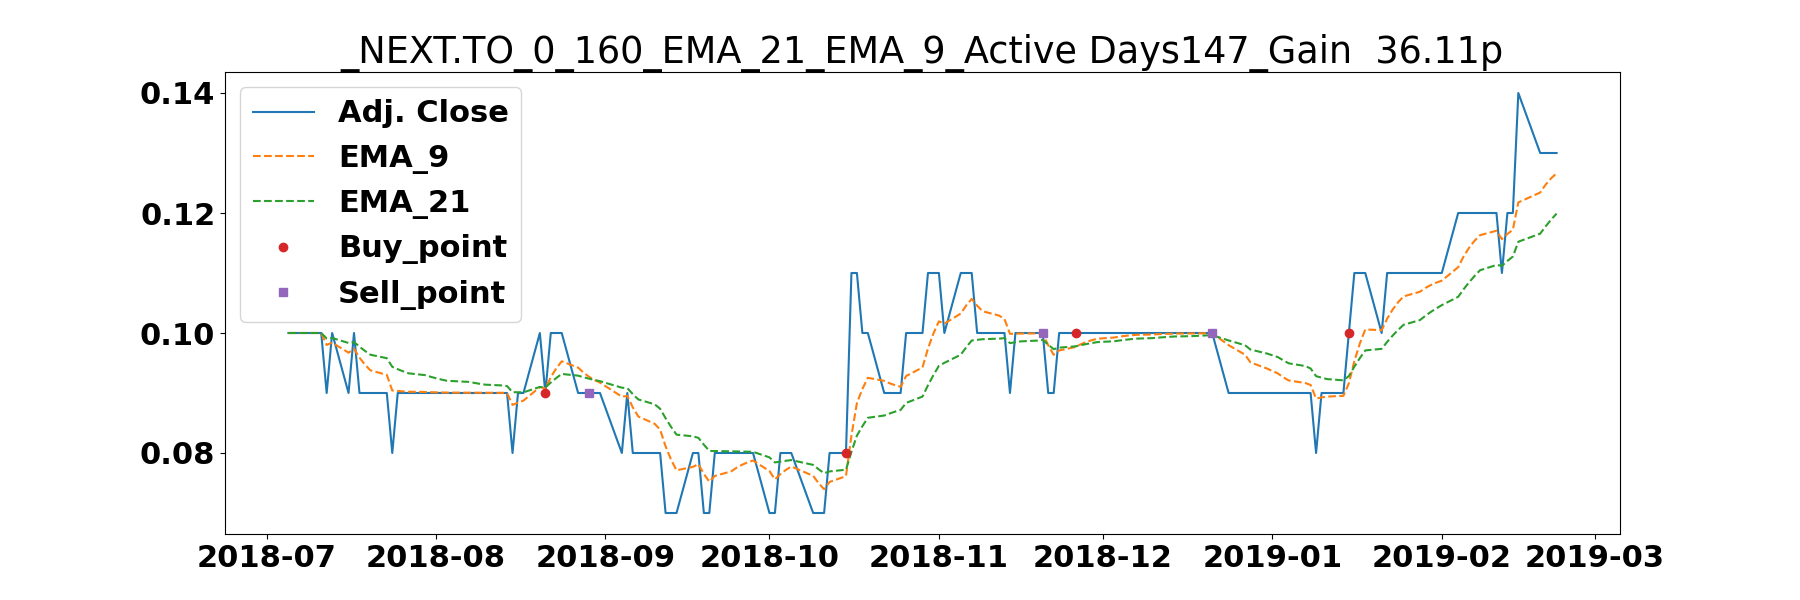 _NEXT.TO_0_160_EMA_21_EMA_9_Active Days147_Gain  36.11p
0.14
0.12
0.10
0.08
Adj. Close
EMA_9
EMA_21
Buy_point
Sell_point
2018-07 2018-08 2018-09 2018-10 2018-11 2018-12 2019-01 2019-02 2019-03